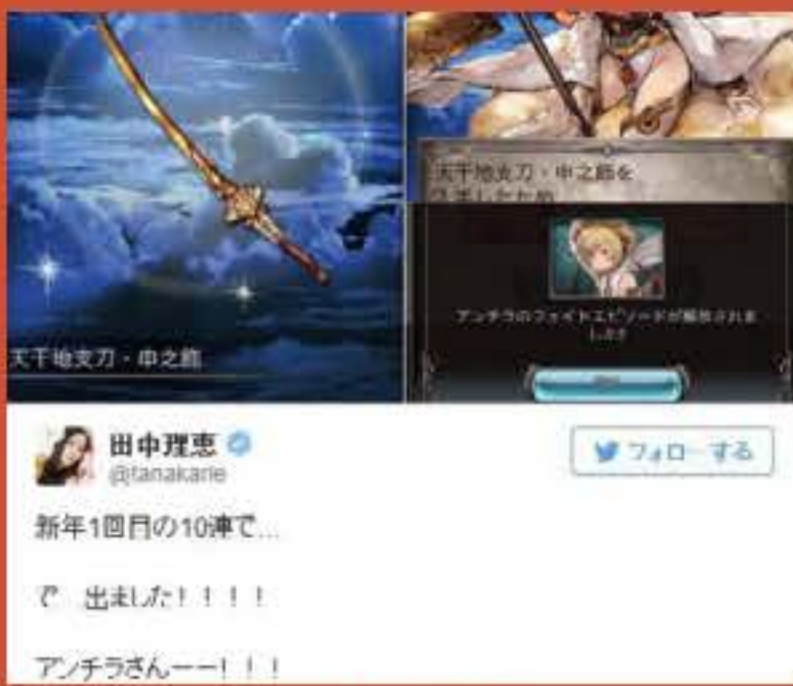 天干地支刀・申之飾
天干地支刀・申之飾を
アンチラのフェイトエピソードが解放されま
した!
田中理恵
@tanakarie
フォローする
新年1回目の10連で...
で 出ました!!!!
アンチラさんーー!!!